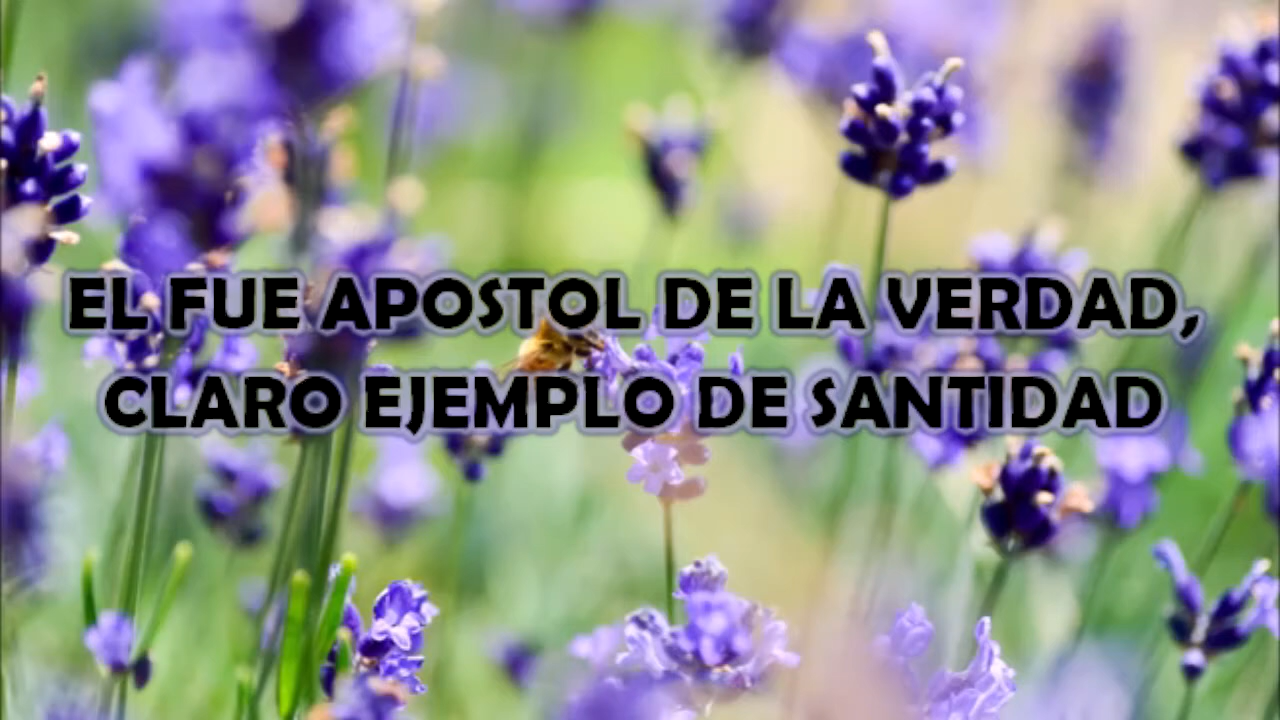 EL FUE APOSTOL DE LA VERDAD,
CLARO EJEMPLO DE SANTIDAD